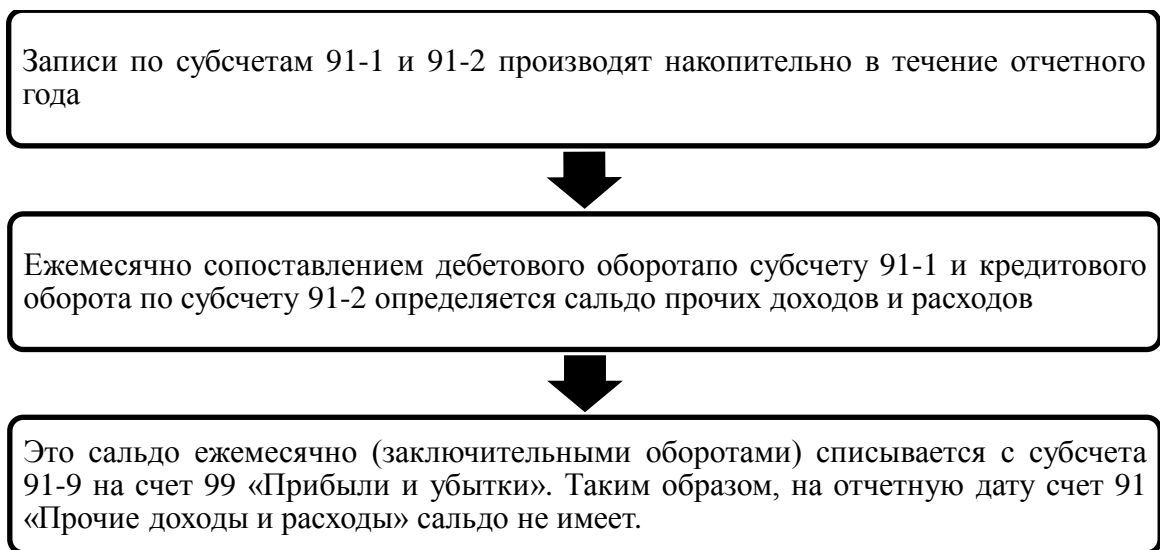 Записи по субсчетам 91-1 и 91-2 производят накопительно в течение отчетного
года
Ежемесячно сопоставлением дебетового оборотапо субсчету 91-1 и кредитового
оборота по субсчету 91-2 определяется сальдо прочих доходов и расходов
Это сальдо ежемесячно (заключительными оборотами) списывается с субсчета
91-9 на счет 99 «Прибыли и убытки». Таким образом, на отчетную дату счет 91
«Прочие доходы и расходы» сальдо не имеет.